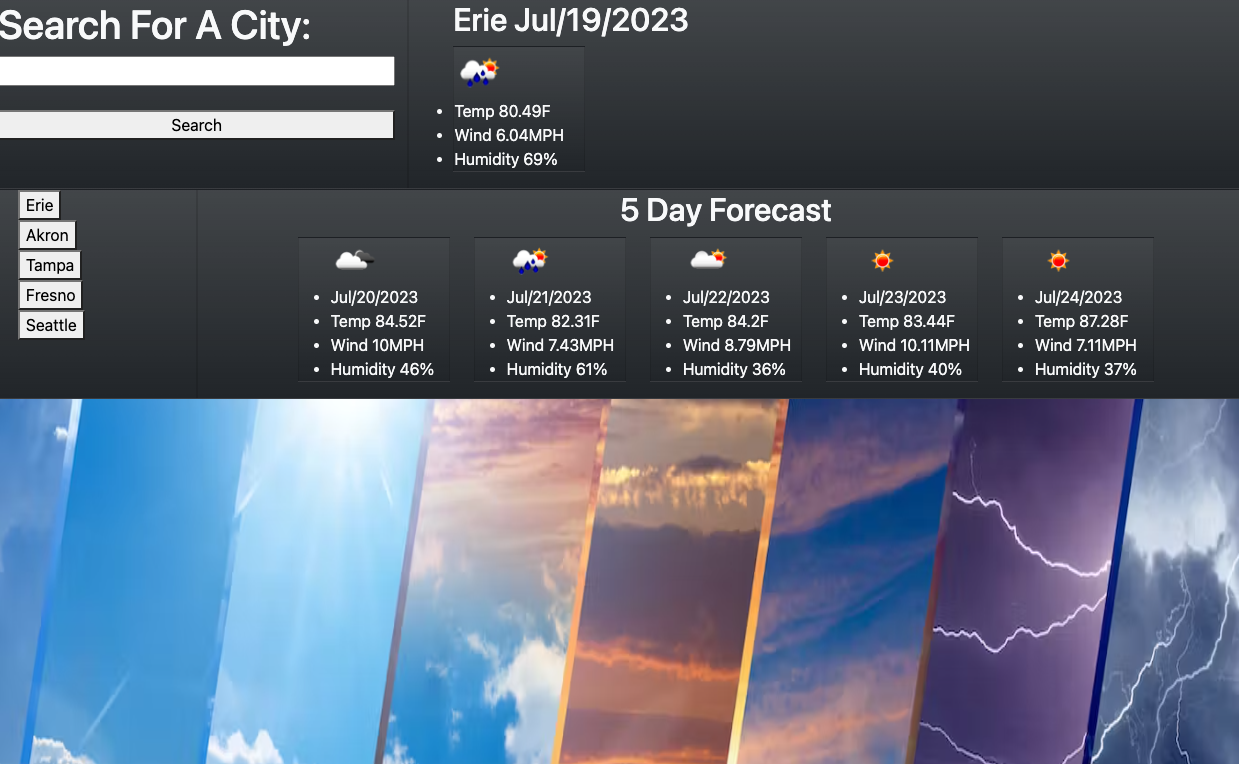 Search For A City:
Search
Erie Jul/19/2023
Temp 80.49F
Wind 6.04MPH
Humidity 69%
Erie
Akron
Tampa
Fresno
Seattle
5 Day Forecast
Jul/20/2023
Temp 84.52F
Wind 10MPH
Humidity 46%
Jul/21/2023
Temp 82.31F
Wind 7.43MPH
Humidity 61%
Jul/22/2023
Temp 84.2F
Wind 8.79MPH
Humidity 36%
Jul/23/2023
Temp 83.44F
Wind 10.11MPH
Humidity 40%
Jul/24/2023
Temp 87.28F
Wind 7.11MPH
Humidity 37%